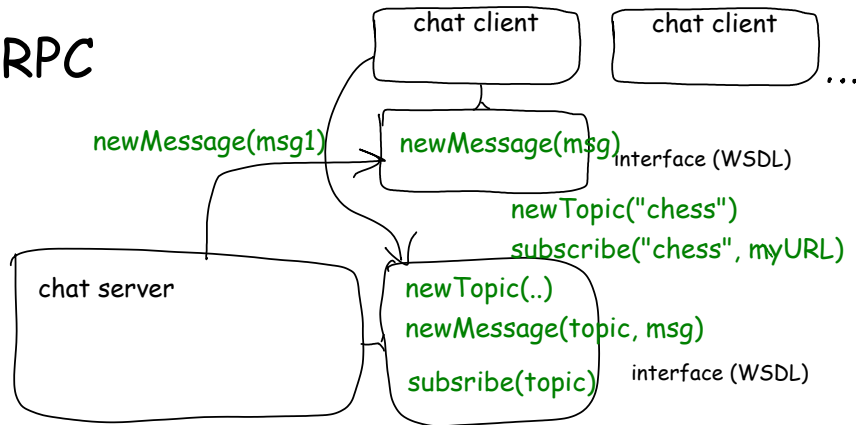 chat client
chat client
RPC
...
newMessage(msg1)
newMessage(msg)
interface (WSDL)
newTopic("chess")
subscribe("chess", myURL)
chat server
newTopic(..)
newMessage(topic, msg)
subsribe(topic)
interface (WSDL)